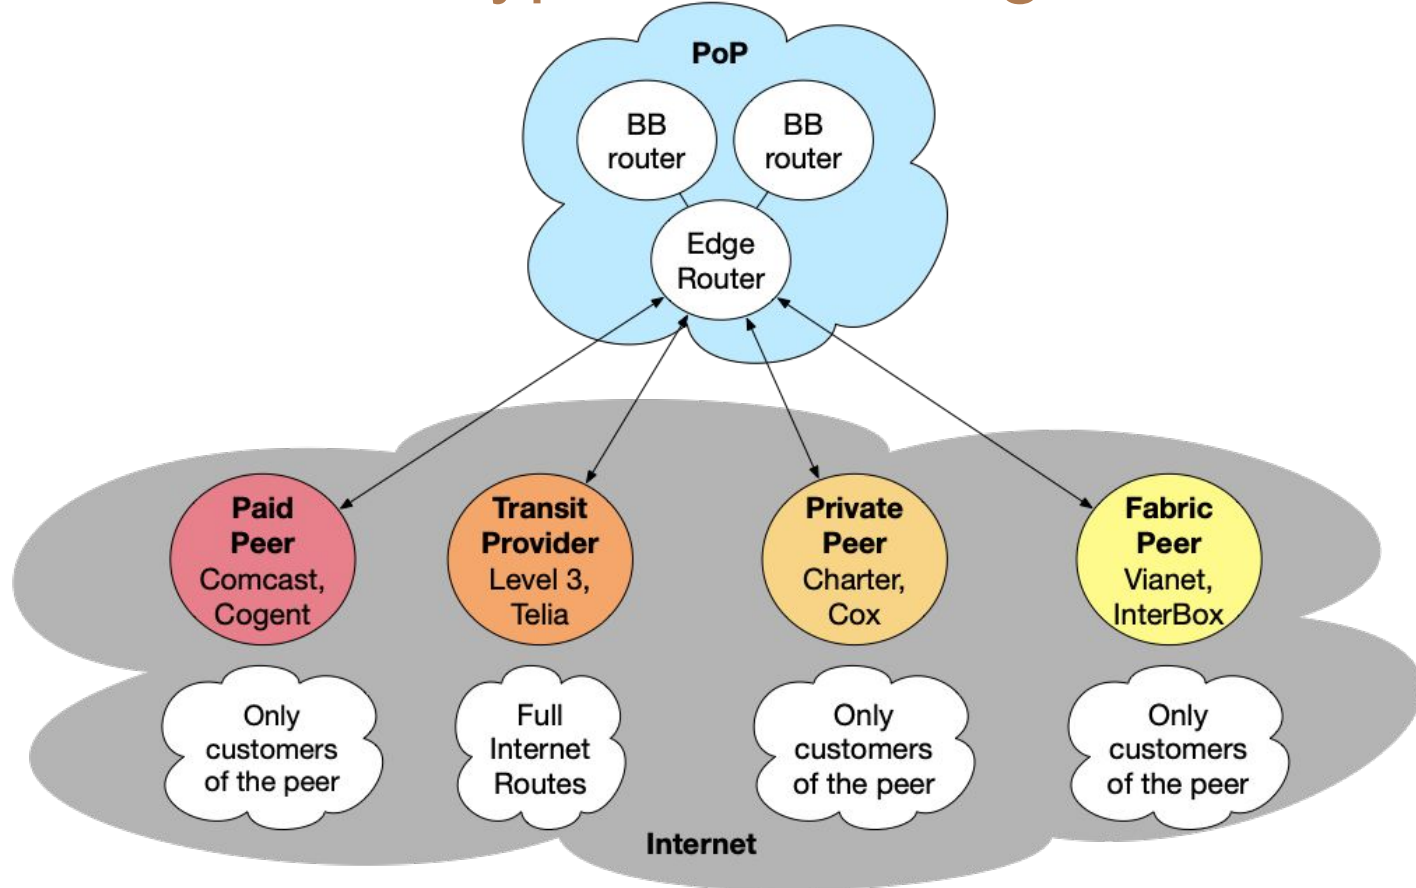 PoP
BB
router
BB
router
Edge
Router
Paid
Peer
Comcast,
Cogent
Transit
Provider
Level 3,
Telia
Private
Peer
Charter,
Cox
Fabric
Peer
Vianet,
InterBox
Only
customers
of the peer
Full
Internet
Routes
Only
customers
of the peer
Only
customers
of the peer
Internet